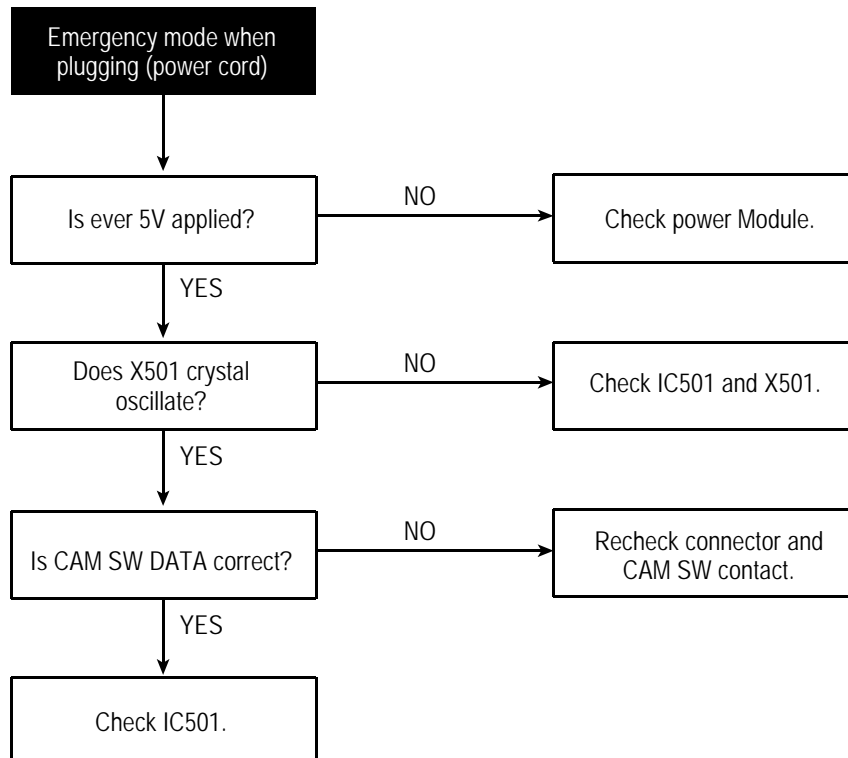 Emergency mode when
plugging (power cord)
Is ever 5V applied?
NO
Check power Module.
YES
Does X501 crystal
oscillate?
NO
Check IC501 and X501.
YES
Is CAM SW DATA correct?
NO
Recheck connector and
CAM SW contact.
YES
Check IC501.